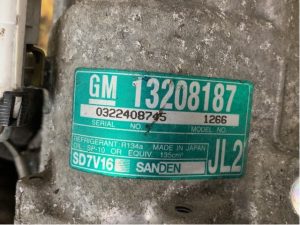 GM 13208187
0322408745 1266
SERIAL MODEL NO.
REFRIGERANT R134a MADE IN JAPAN
OIL SP-10 OR EQUIV. 135cm³
SD7V16 SANDEN JL2